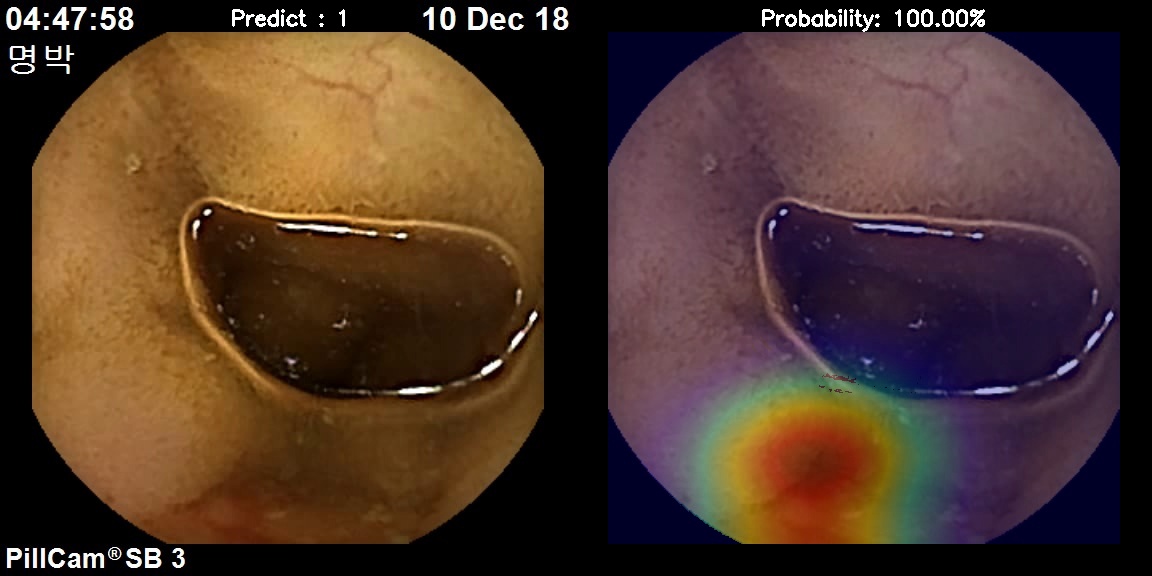 04:47:58
Predict : 1
10 Dec 18
Probability: 100.00%
명박
PillCam® SB 3